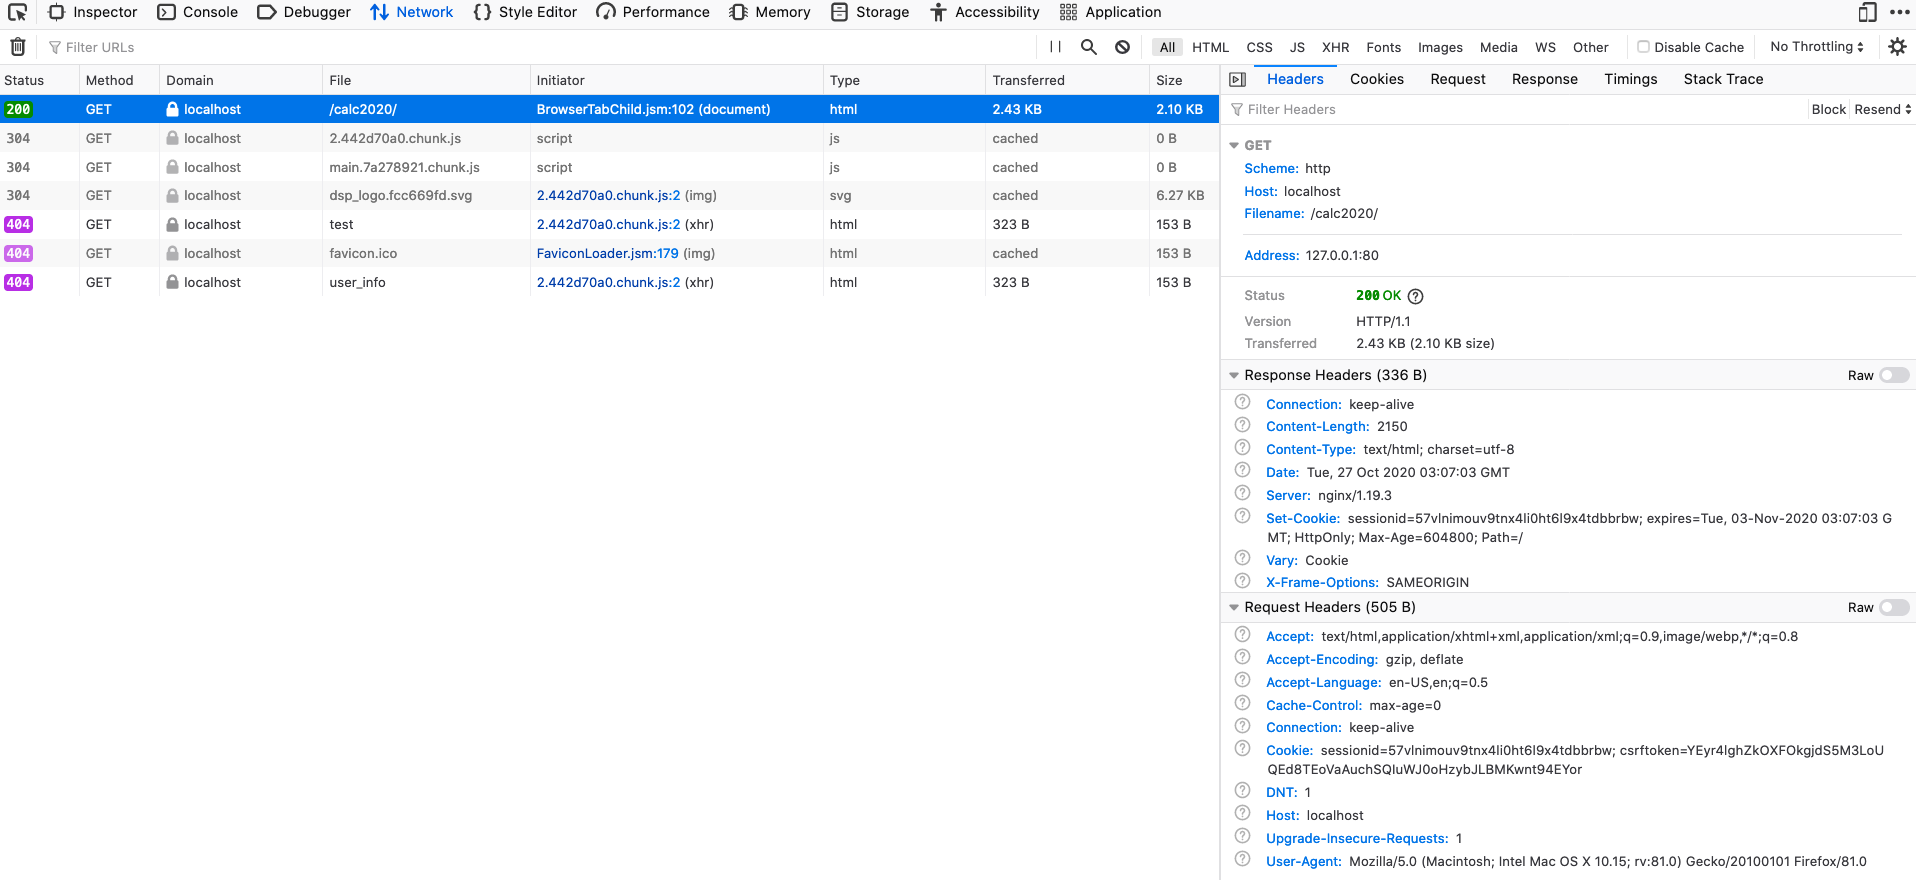 Inspector Console Debugger Network Style Editor Performance Memory Storage Accessibility Application
Filter URLs All HTML CSS JS XHR Fonts Images Media WS Other Disable Cache No Throttling
Status Method Domain File Initiator Type Transferred Size
200 GET localhost /calc2020/ BrowserTabChild.jsm:102 (document) html 2.43 KB 2.10 KB
304 GET localhost 2.442d70a0.chunk.js script js cached 0 B
304 GET localhost main.7a278921.chunk.js script js cached 0 B
304 GET localhost dsp_logo.fcc669fd.svg 2.442d70a0.chunk.js:2 (img) svg cached 6.27 KB
404 GET localhost test 2.442d70a0.chunk.js:2 (xhr) html 323 B 153 B
404 GET localhost favicon.ico FaviconLoader.jsm:179 (img) html cached 153 B
404 GET localhost user_info 2.442d70a0.chunk.js:2 (xhr) html 323 B 153 B
Headers Cookies Request Response Timings Stack Trace
Filter Headers Block Resend
GET
Scheme: http
Host: localhost
Filename: /calc2020/
Address: 127.0.0.1:80
Status 200 OK
Version HTTP/1.1
Transferred 2.43 KB (2.10 KB size)
Response Headers (336 B) Raw
Connection: keep-alive
Content-Length: 2150
Content-Type: text/html; charset=utf-8
Date: Tue, 27 Oct 2020 03:07:03 GMT
Server: nginx/1.19.3
Set-Cookie: sessionid=57vlnimouv9tnx4li0ht6l9x4tdbbrbw; expires=Tue, 03-Nov-2020 03:07:03 G
MT; HttpOnly; Max-Age=604800; Path=/
Vary: Cookie
X-Frame-Options: SAMEORIGIN
Request Headers (505 B) Raw
Accept: text/html,application/xhtml+xml,application/xml;q=0.9,image/webp,*/*;q=0.8
Accept-Encoding: gzip, deflate
Accept-Language: en-US,en;q=0.5
Cache-Control: max-age=0
Connection: keep-alive
Cookie: sessionid=57vlnimouv9tnx4li0ht6l9x4tdbbrbw; csrftoken=YEyr4IghZkOXFOkgjdS5M3LoU
QEd8TEoVaAuchSQIuWJ0oHzybJLBMKwnt94EYor
DNT: 1
Host: localhost
Upgrade-Insecure-Requests: 1
User-Agent: Mozilla/5.0 (Macintosh; Intel Mac OS X 10.15; rv:81.0) Gecko/20100101 Firefox/81.0